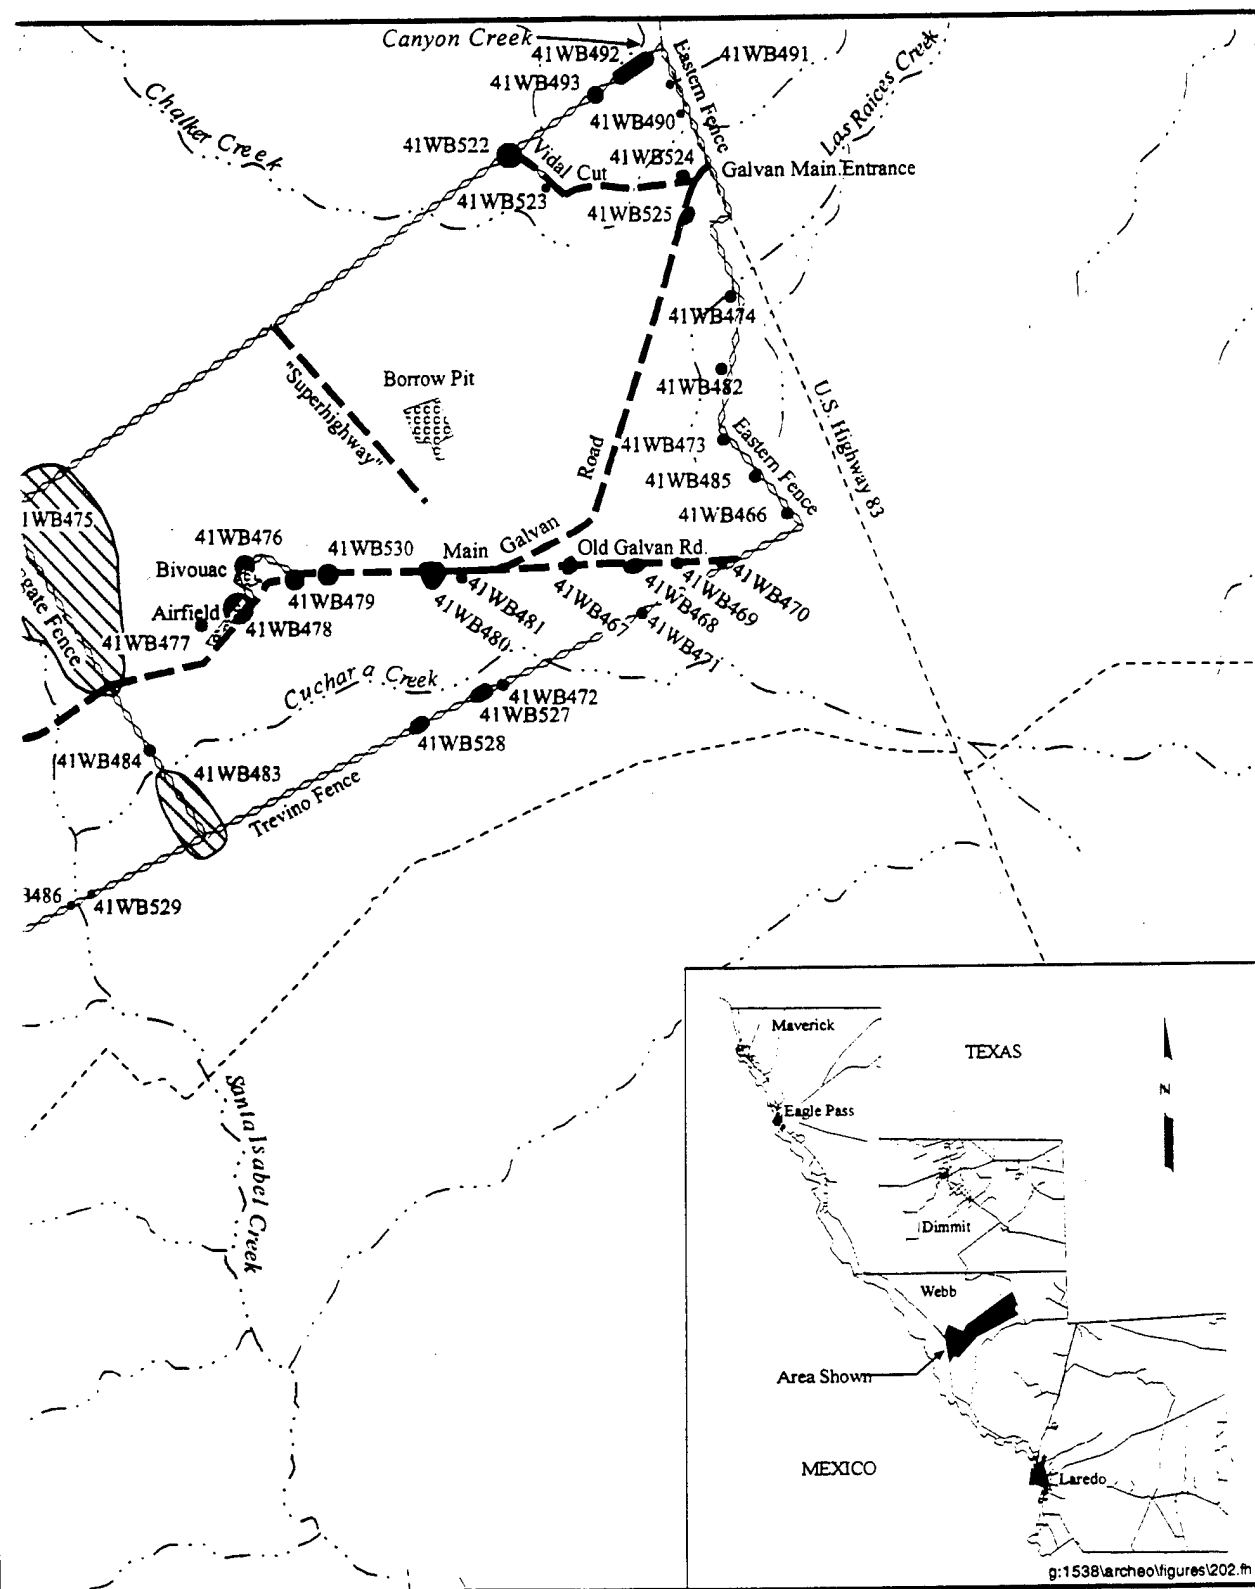 Canyon Creek
41WB492
41WB491
41WB493
Eastern Fence
Chalker Creek
Las Raices Creek
41WB490
41WB522
Vidal Cut
41WB524
Galvan Main Entrance
41WB523
41WB525
41WB474
"Superhighway"
Borrow Pit
41WB482
U.S. Highway 83
41WB473
Eastern Fence
Road
41WB485
1WB475
41WB466
41WB476
41WB530
Main
Galvan
Old Galvan Rd.
Bivouac
41WB479
41WB481
41WB467
41WB468
41WB469
41WB470
Airfield
41WB478
41WB480
41WB477
41WB471
gate Fence
Cuchara Creek
41WB472
41WB527
41WB528
41WB484
41WB483
Trevino Fence
B486
41WB529
Santa Isabel Creek
Maverick
TEXAS
N
Eagle Pass
Dimmit
Webb
Area Shown
MEXICO
Laredo
g:1538\archeo\figures\202.fh